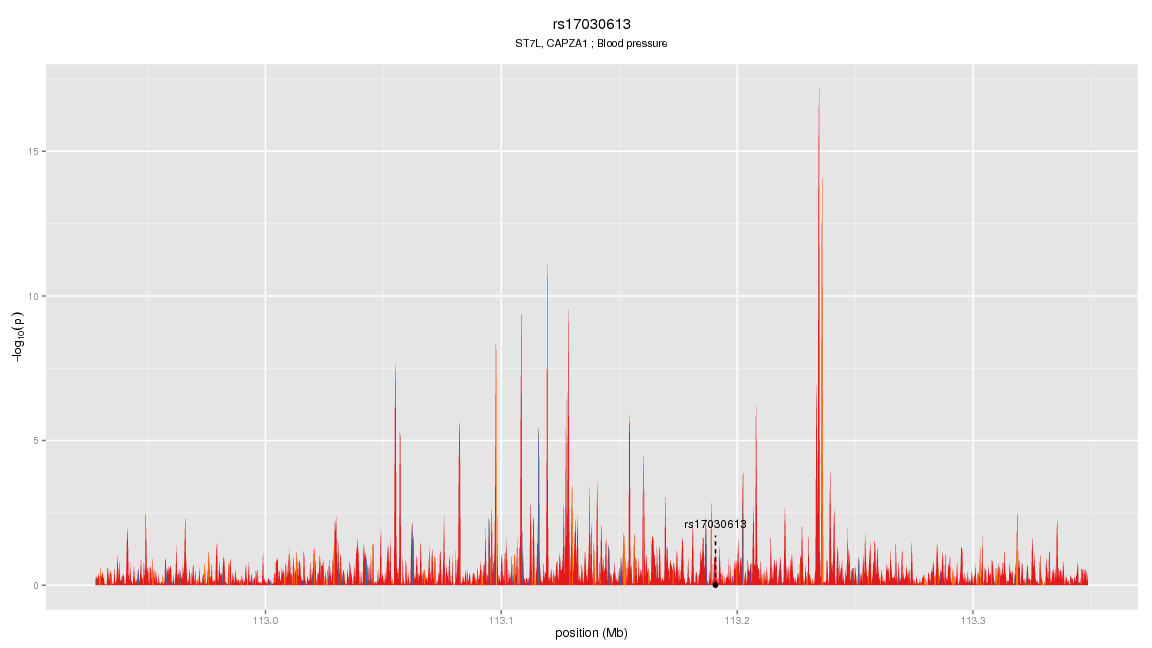 rs17030613
ST7L, CAPZA1 ; Blood pressure
15
10
5
0
−log10(p)
rs17030613
113.0 113.1 113.2 113.3
position (Mb)